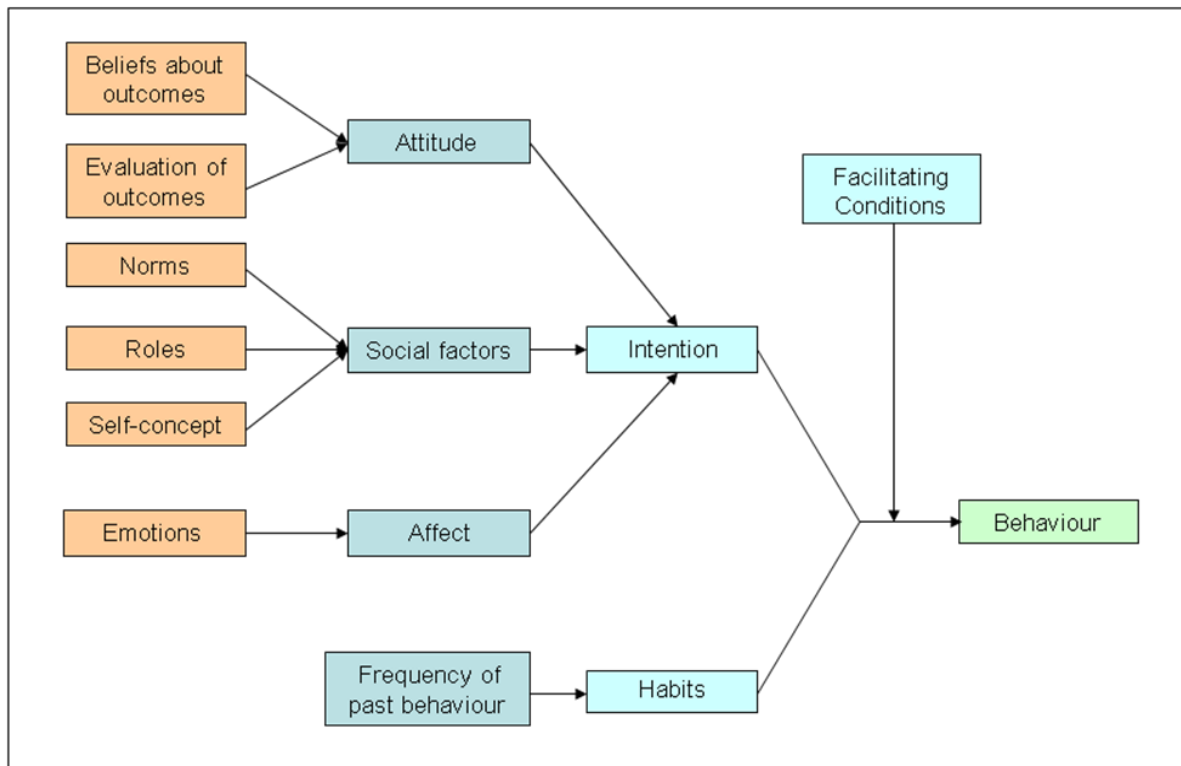 Beliefs about
outcomes
Evaluation of
outcomes
Norms
Roles
Self-concept
Emotions
Attitude
Social factors
Affect
Frequency of
past behaviour
Intention
Habits
Facilitating
Conditions
Behaviour